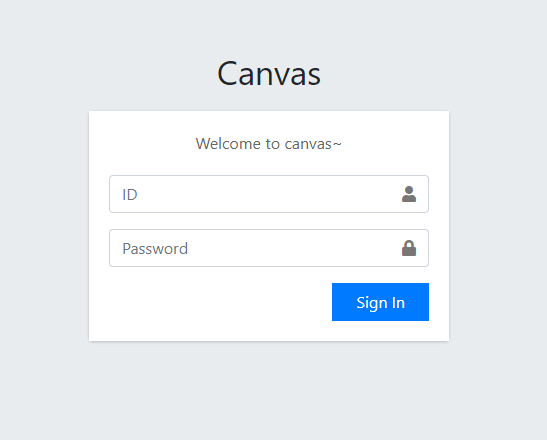 Canvas
Welcome to canvas~
ID
Password
Sign In